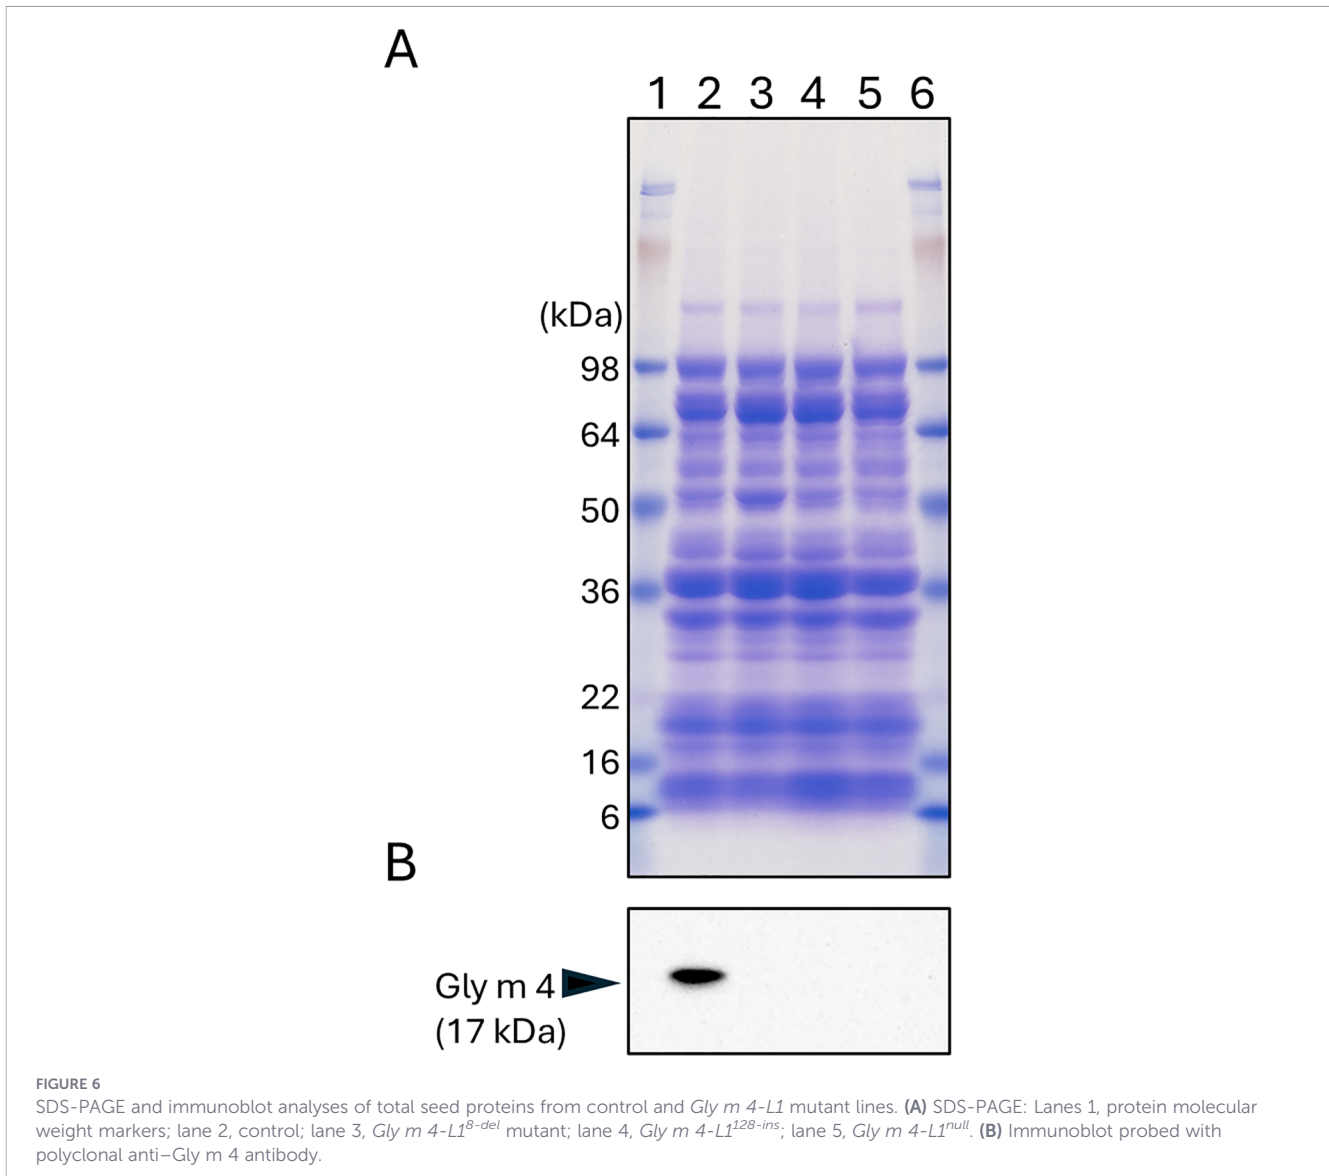 A
1 2 3 4 5 6
(kDa)
98
64
50
36
22
16
6
B
Gly m 4
(17 kDa)
FIGURE 6
SDS-PAGE and immunoblot analyses of total seed proteins from control and Gly m 4-L1 mutant lines. (A) SDS-PAGE: Lanes 1, protein molecular
weight markers; lane 2, control; lane 3, Gly m 4-L1⁸⁻ᵈᵉˡ mutant; lane 4, Gly m 4-L1¹²⁸⁻ⁱⁿˢ; lane 5, Gly m 4-L1ⁿᵘˡˡ. (B) Immunoblot probed with
polyclonal anti–Gly m 4 antibody.